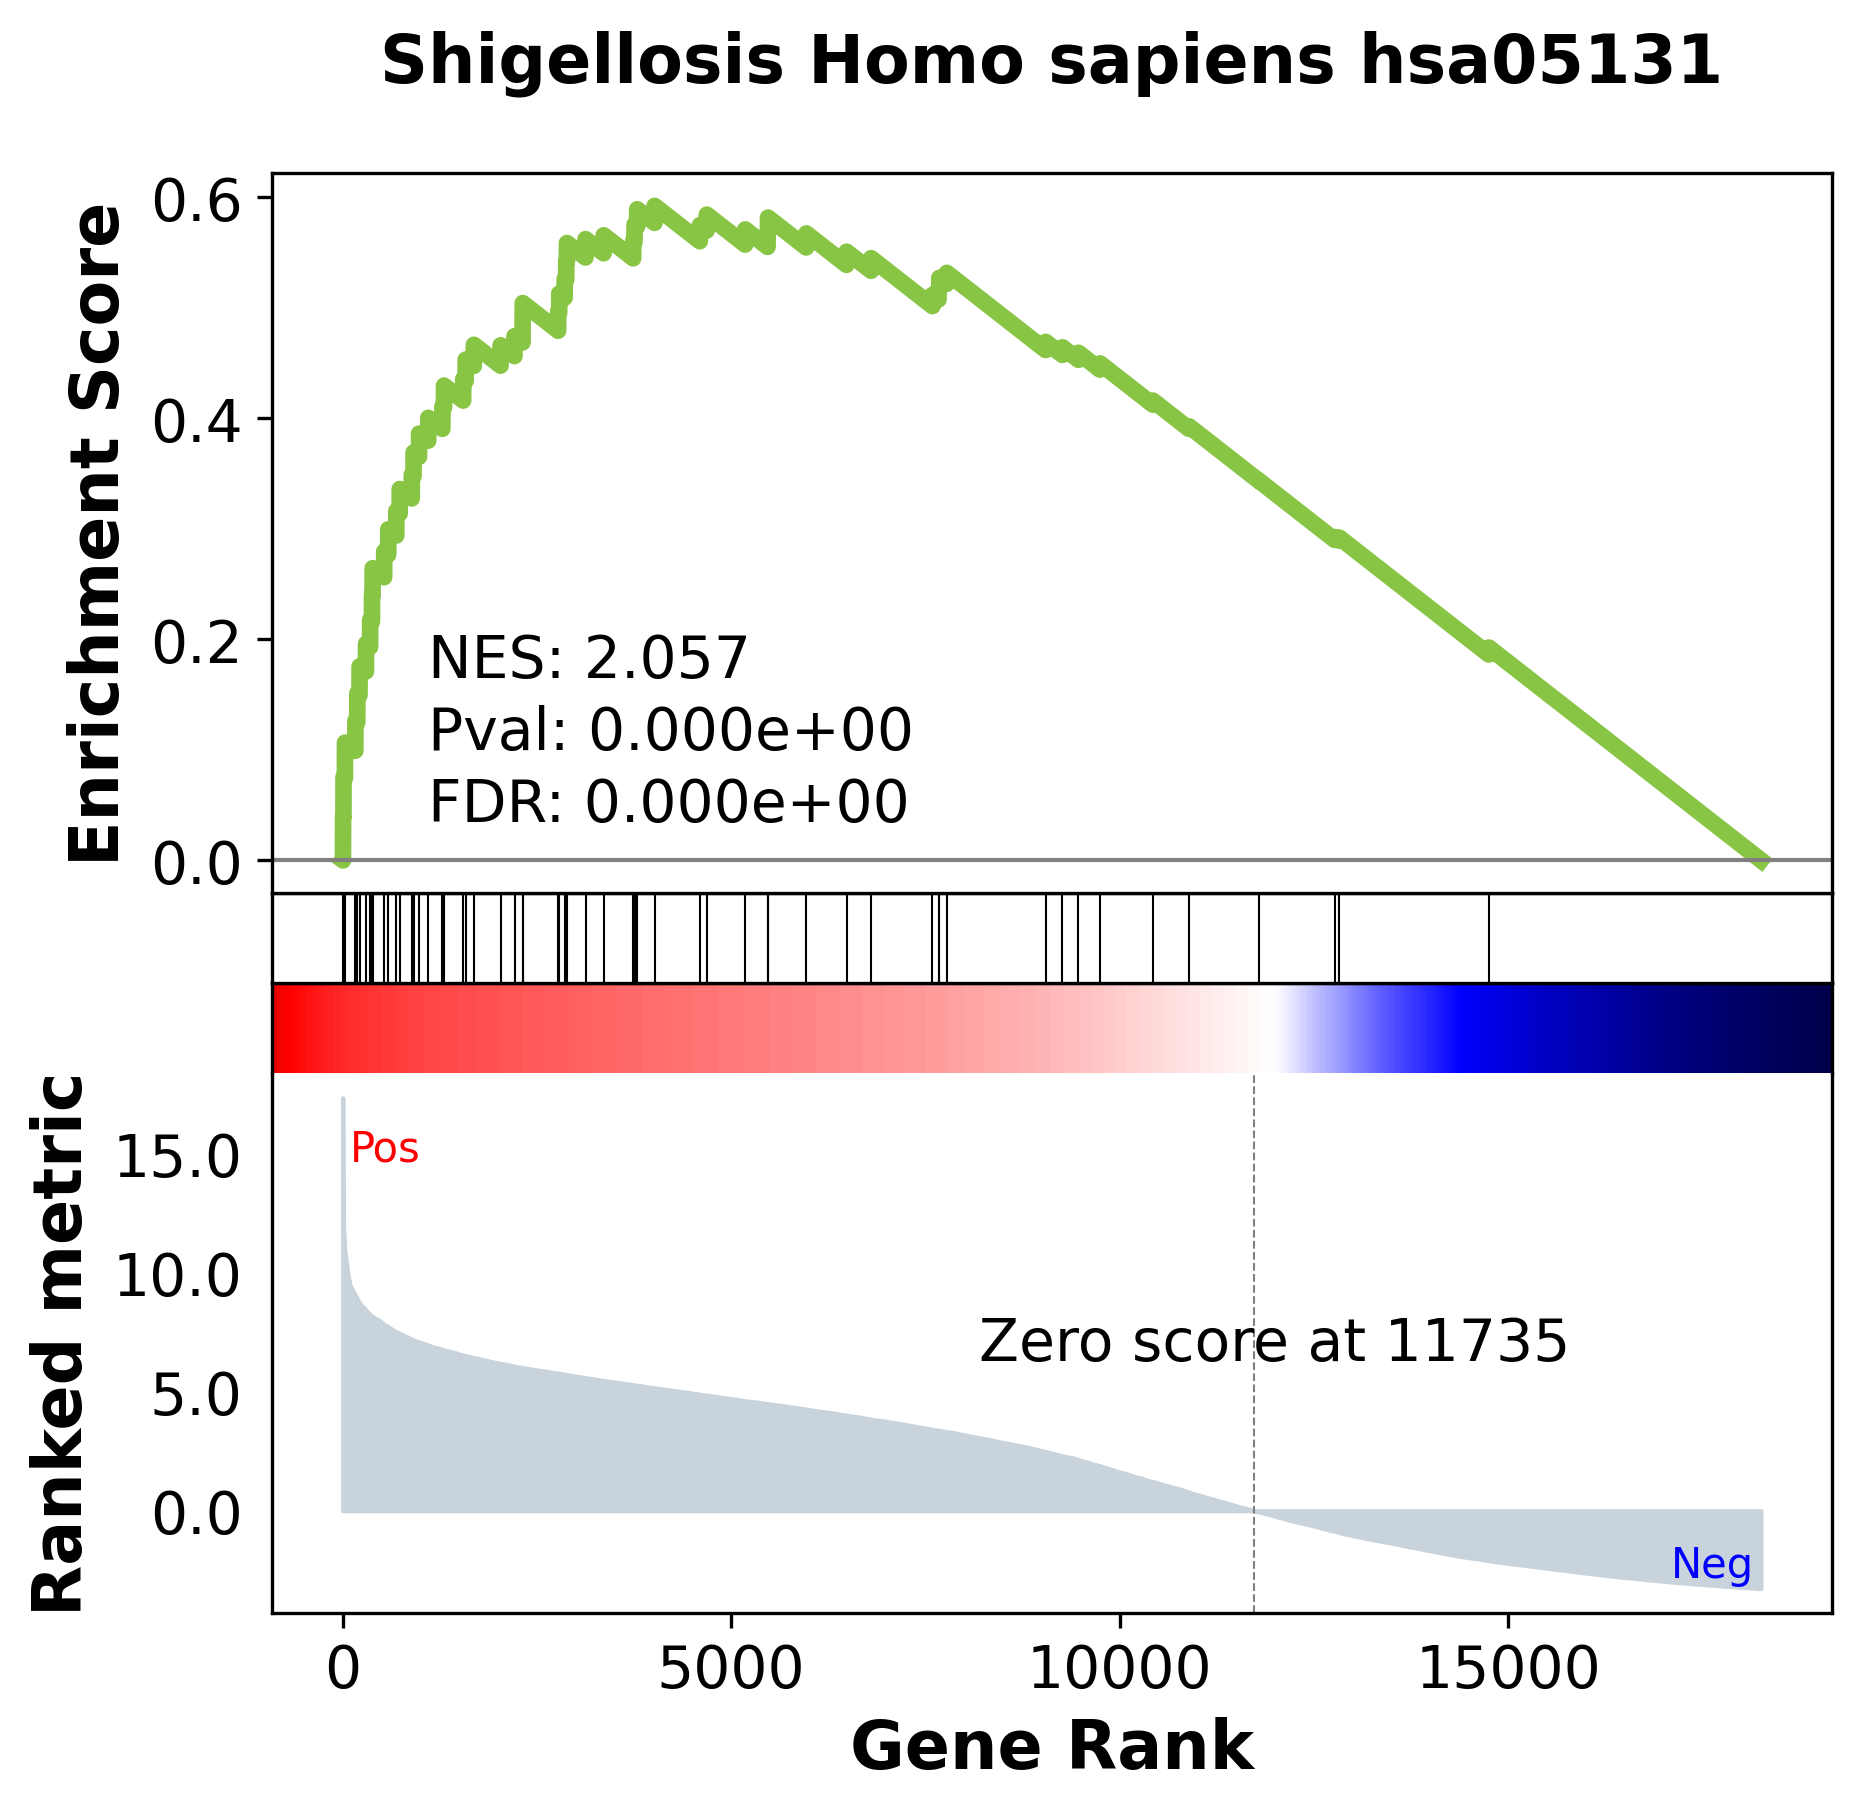 Shigellosis Homo sapiens hsa05131
Enrichment Score
0.6
0.4
0.2
0.0
NES: 2.057
Pval: 0.000e+00
FDR: 0.000e+00
Ranked metric
15.0
10.0
5.0
0.0
Pos
Zero score at 11735
Neg
0 5000 10000 15000
Gene Rank